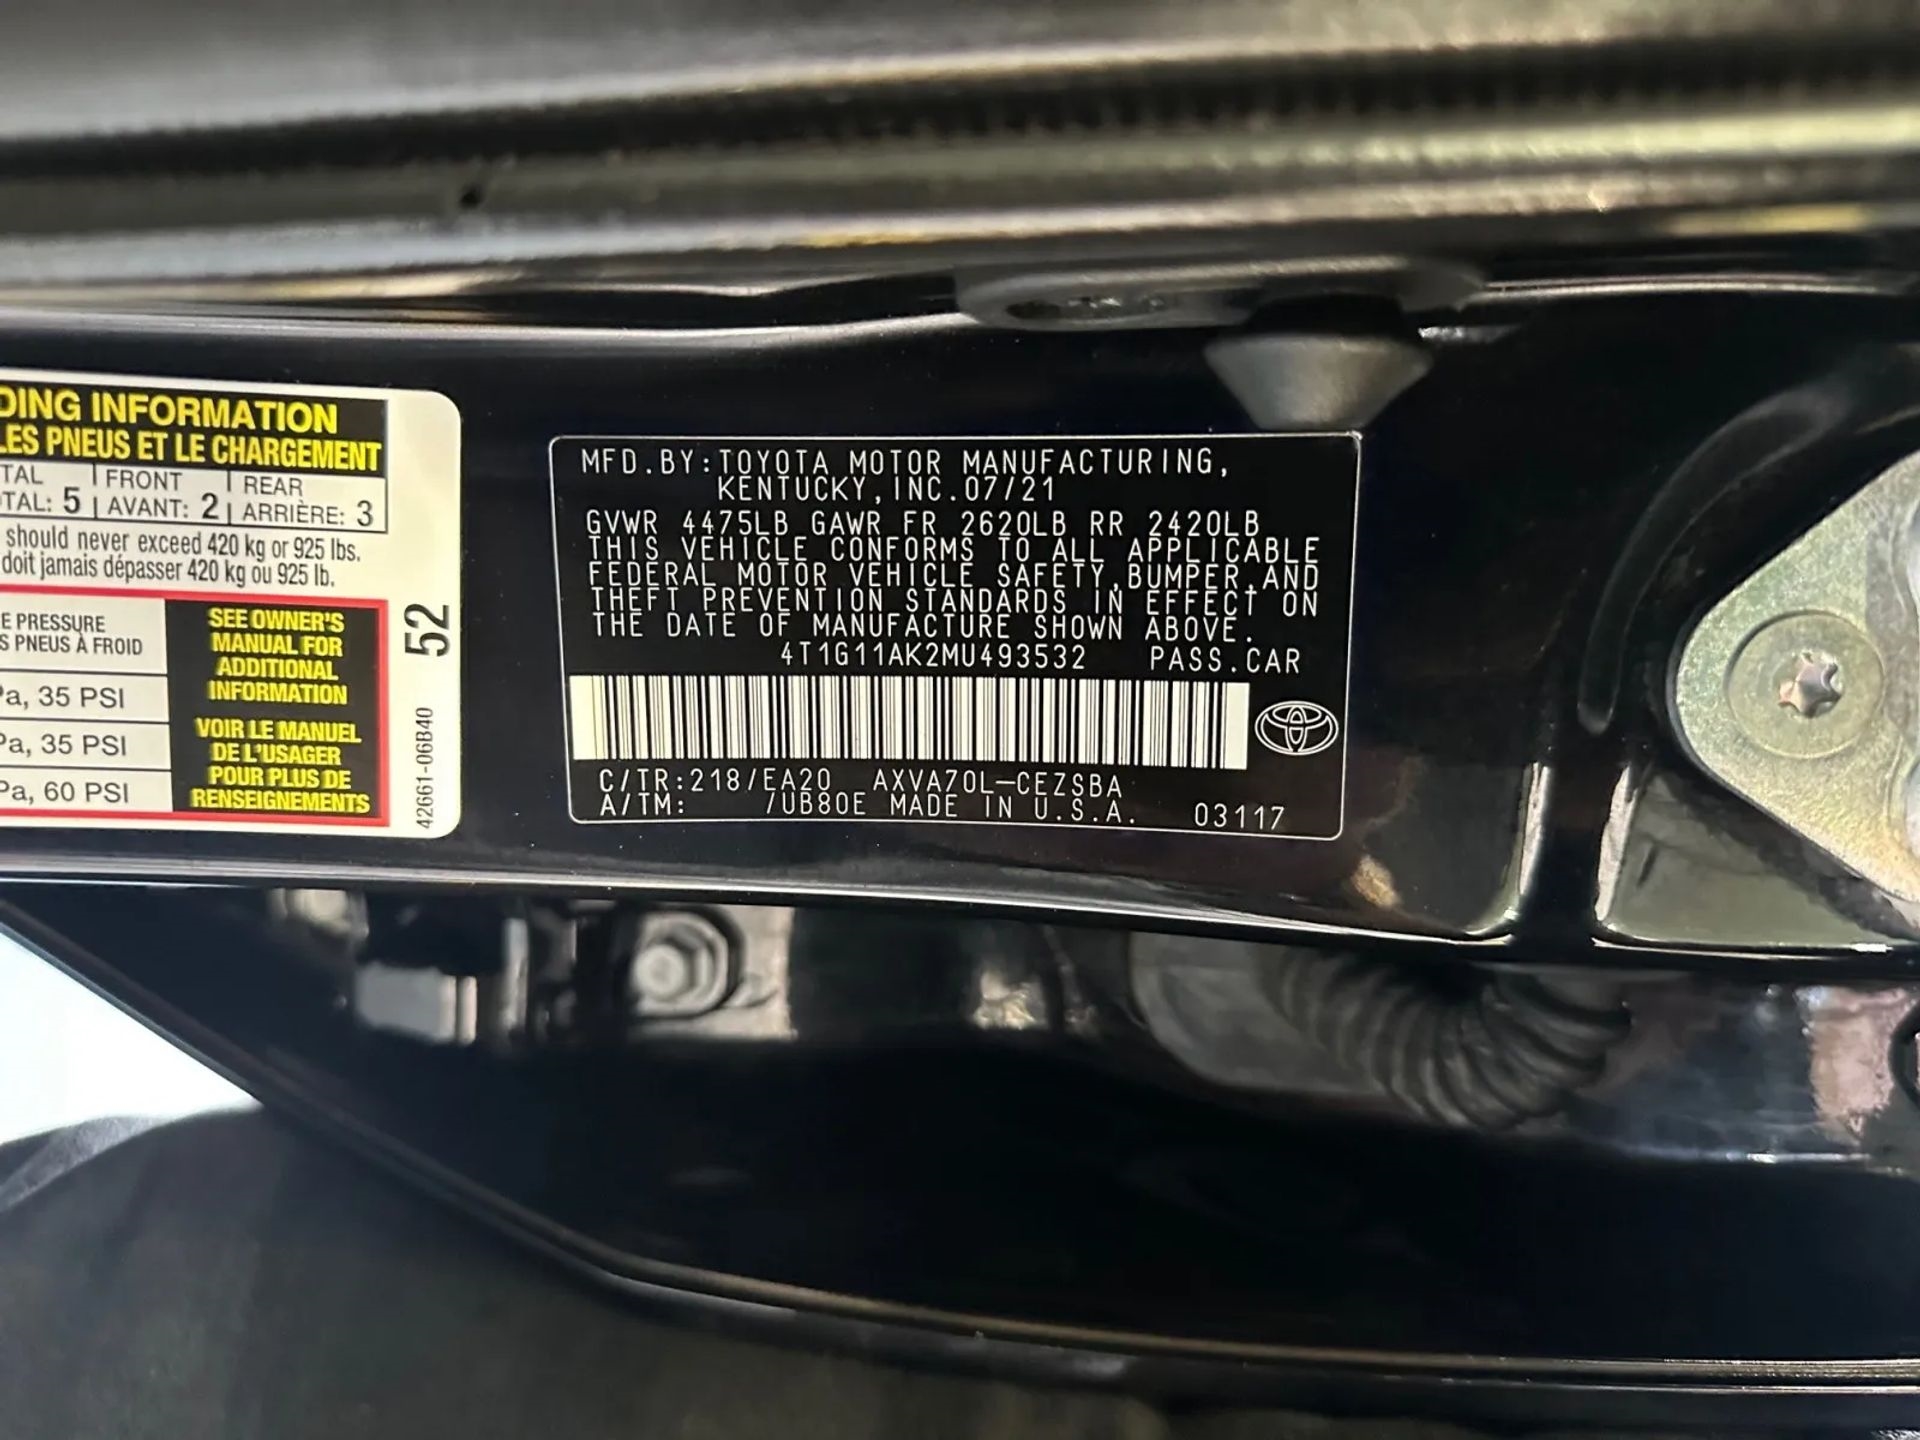 DING INFORMATION
LES PNEUS ET LE CHARGEMENT
TAL FRONT REAR
TAL: 5 AVANT: 2 ARRIÈRE: 3
should never exceed 420 kg or 925 lbs.
doit jamais dépasser 420 kg ou 925 lb.
E PRESSURE
S PNEUS À FROID
Pa, 35 PSI
Pa, 35 PSI
Pa, 60 PSI
SEE OWNER'S
MANUAL FOR
ADDITIONAL
INFORMATION
VOIR LE MANUEL
DE L'USAGER
POUR PLUS DE
RENSEIGNEMENTS
52
42661-06B40
MFD.BY:TOYOTA MOTOR MANUFACTURING,
KENTUCKY,INC.07/21
GVWR 4475LB GAWR FR 2620LB RR 2420LB
THIS VEHICLE CONFORMS TO ALL APPLICABLE
FEDERAL MOTOR VEHICLE SAFETY,BUMPER,AND
THEFT PREVENTION STANDARDS IN EFFECT ON
THE DATE OF MANUFACTURE SHOWN ABOVE.
4T1G11AK2MU493532 PASS.CAR
C/TR:218/EA20 AXVA70L-CEZSBA
A/TM: /UB80E MADE IN U.S.A. 03117